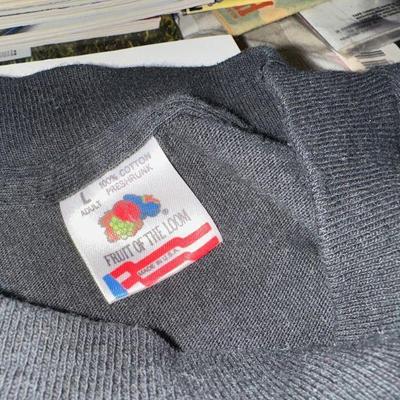 L 100% COTTON
ADULT PRESHRUNK
®
FRUIT OF THE LOOM
MADE IN U.S.A.